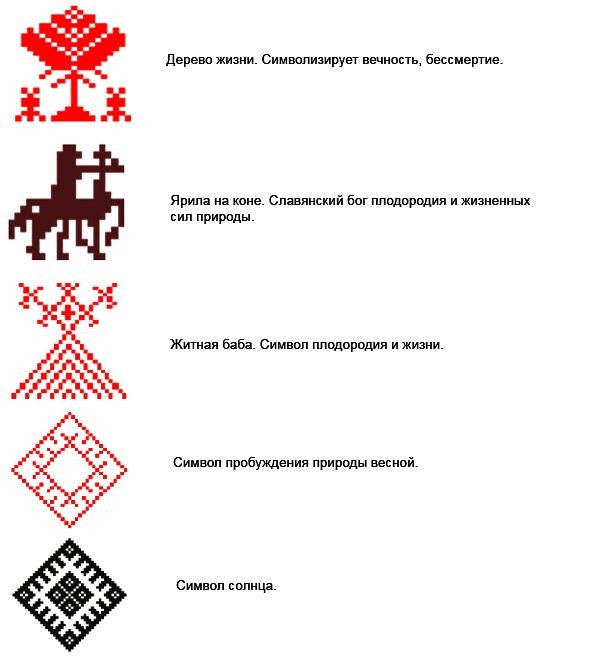 Дерево жизни. Символизирует вечность, бессмертие.
Ярила на коне. Славянский бог плодородия и жизненных
сил природы.
Житная баба. Символ плодородия и жизни.
Символ пробуждения природы весной.
Символ солнца.